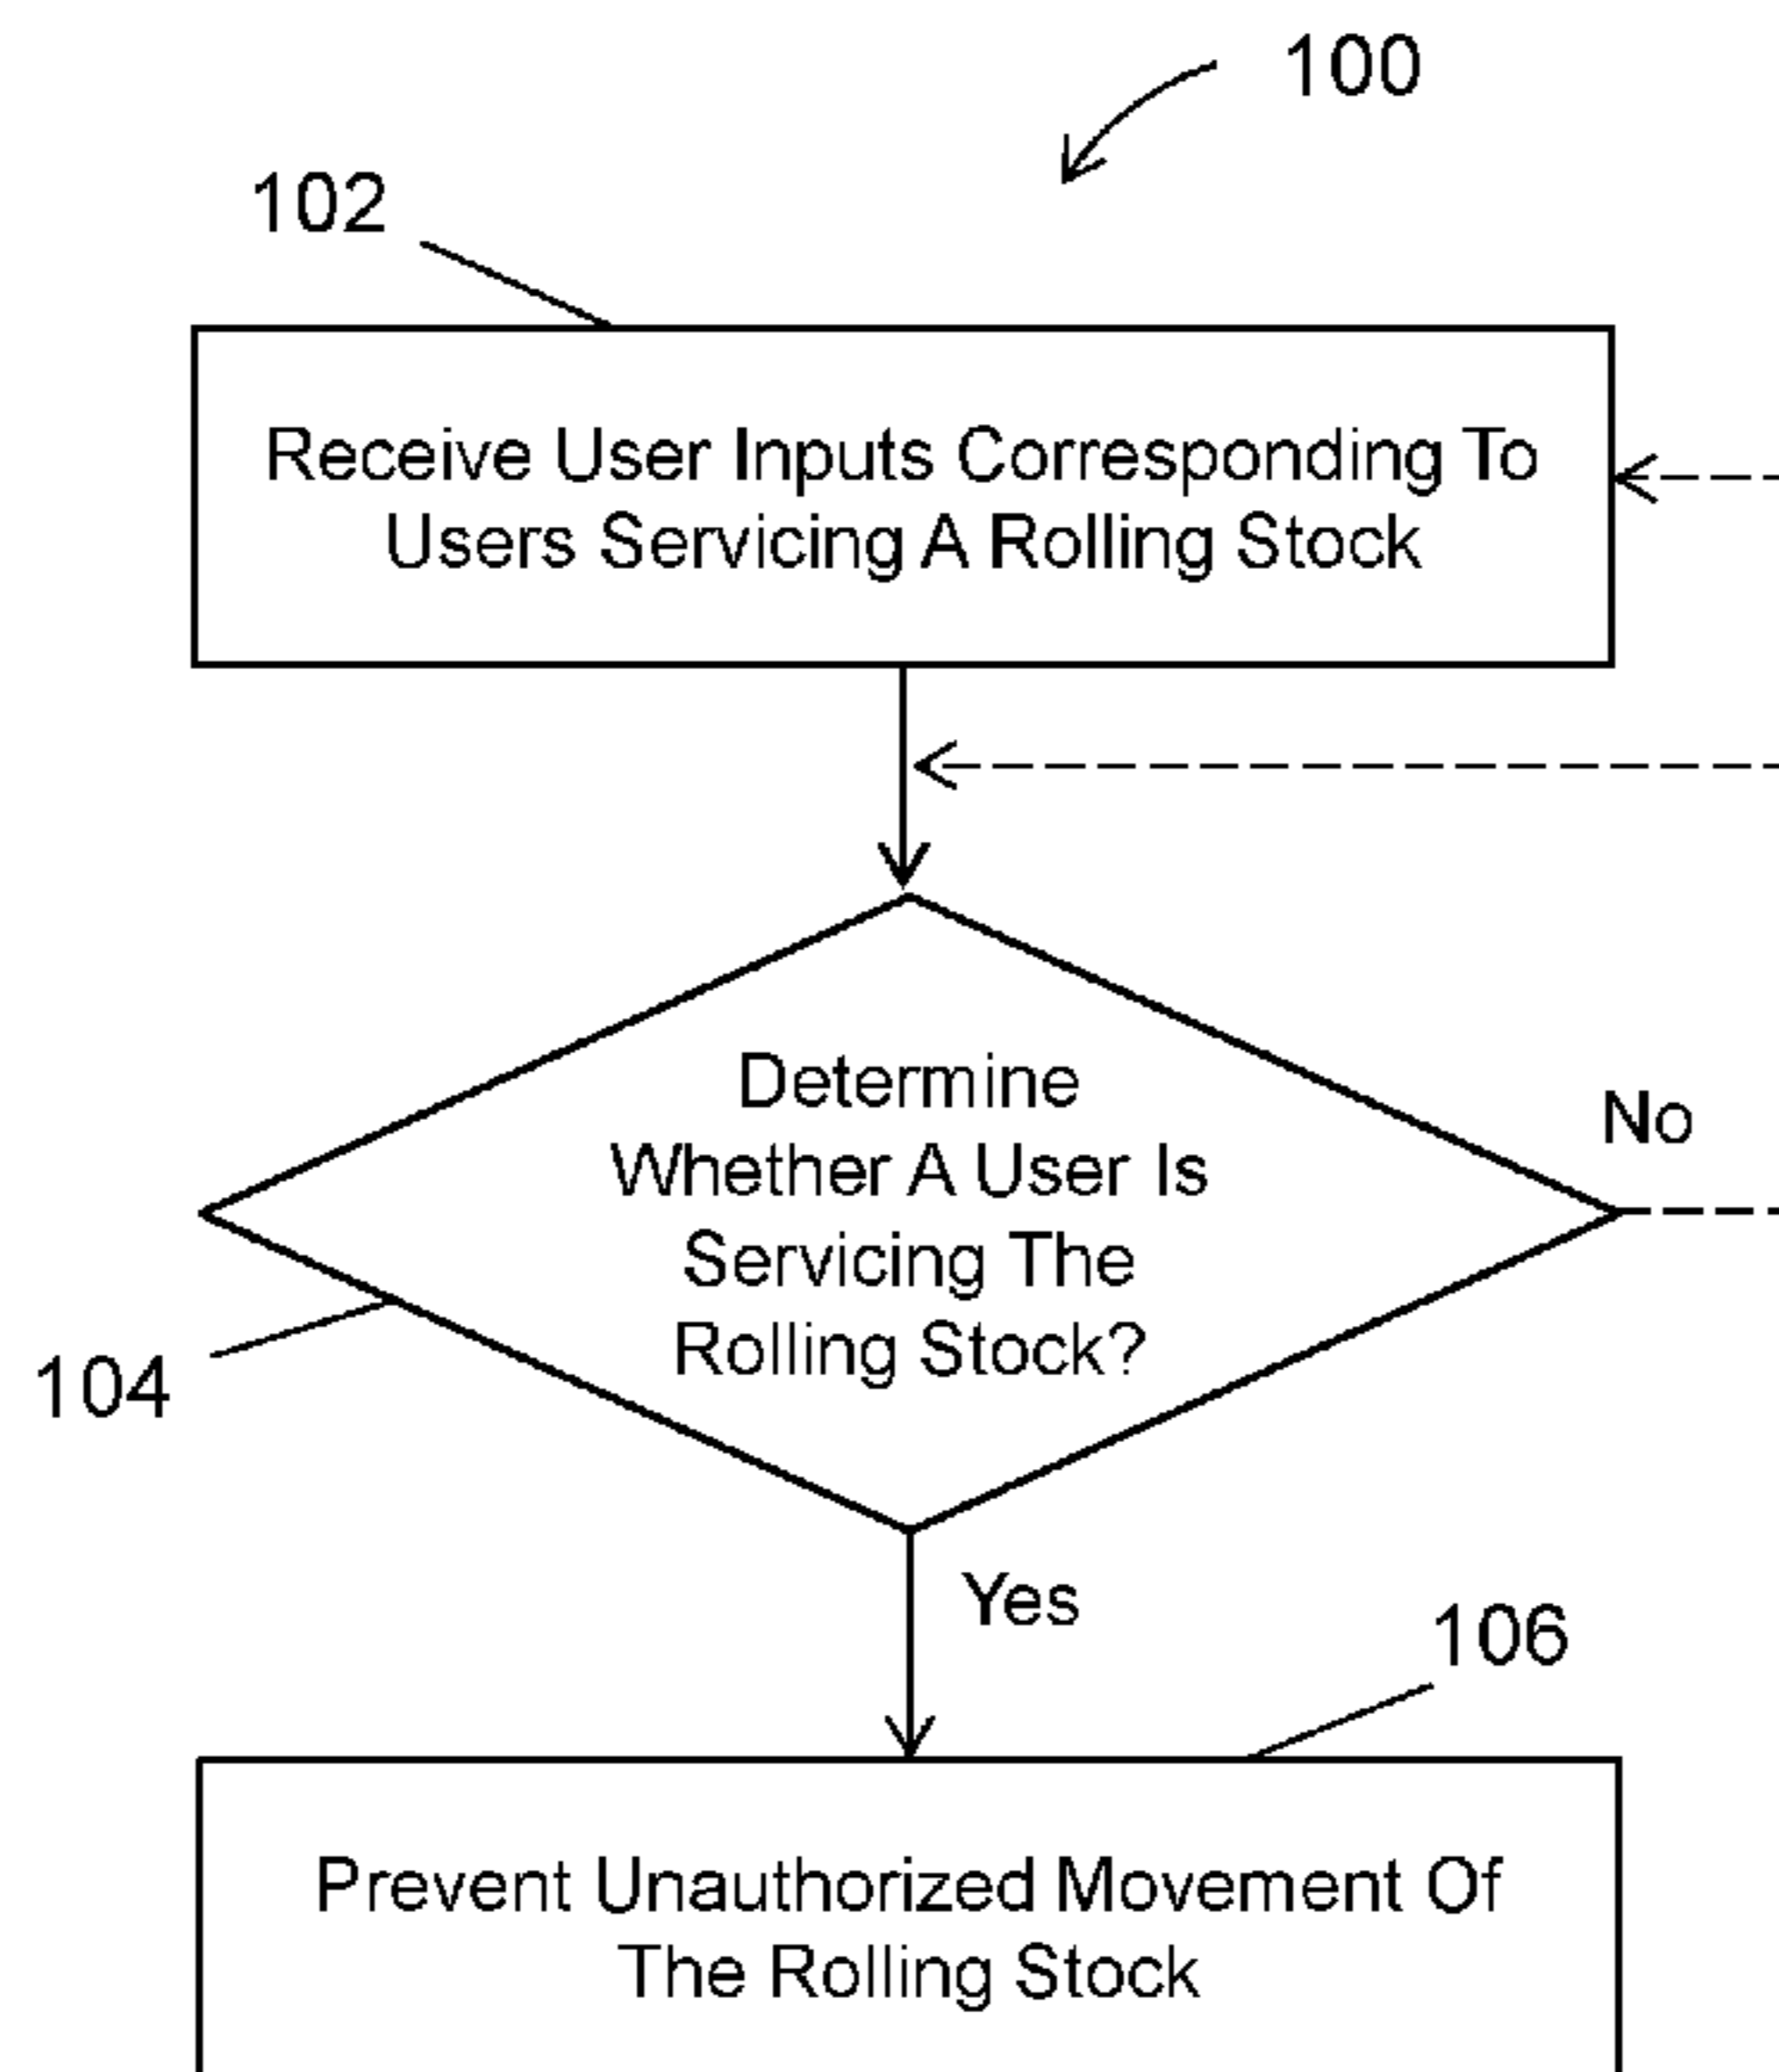 100
102
Receive User Inputs Corresponding To
Users Servicing A Rolling Stock
Determine
Whether A User Is
Servicing The
Rolling Stock?
No
104
Yes
106
Prevent Unauthorized Movement Of
The Rolling Stock